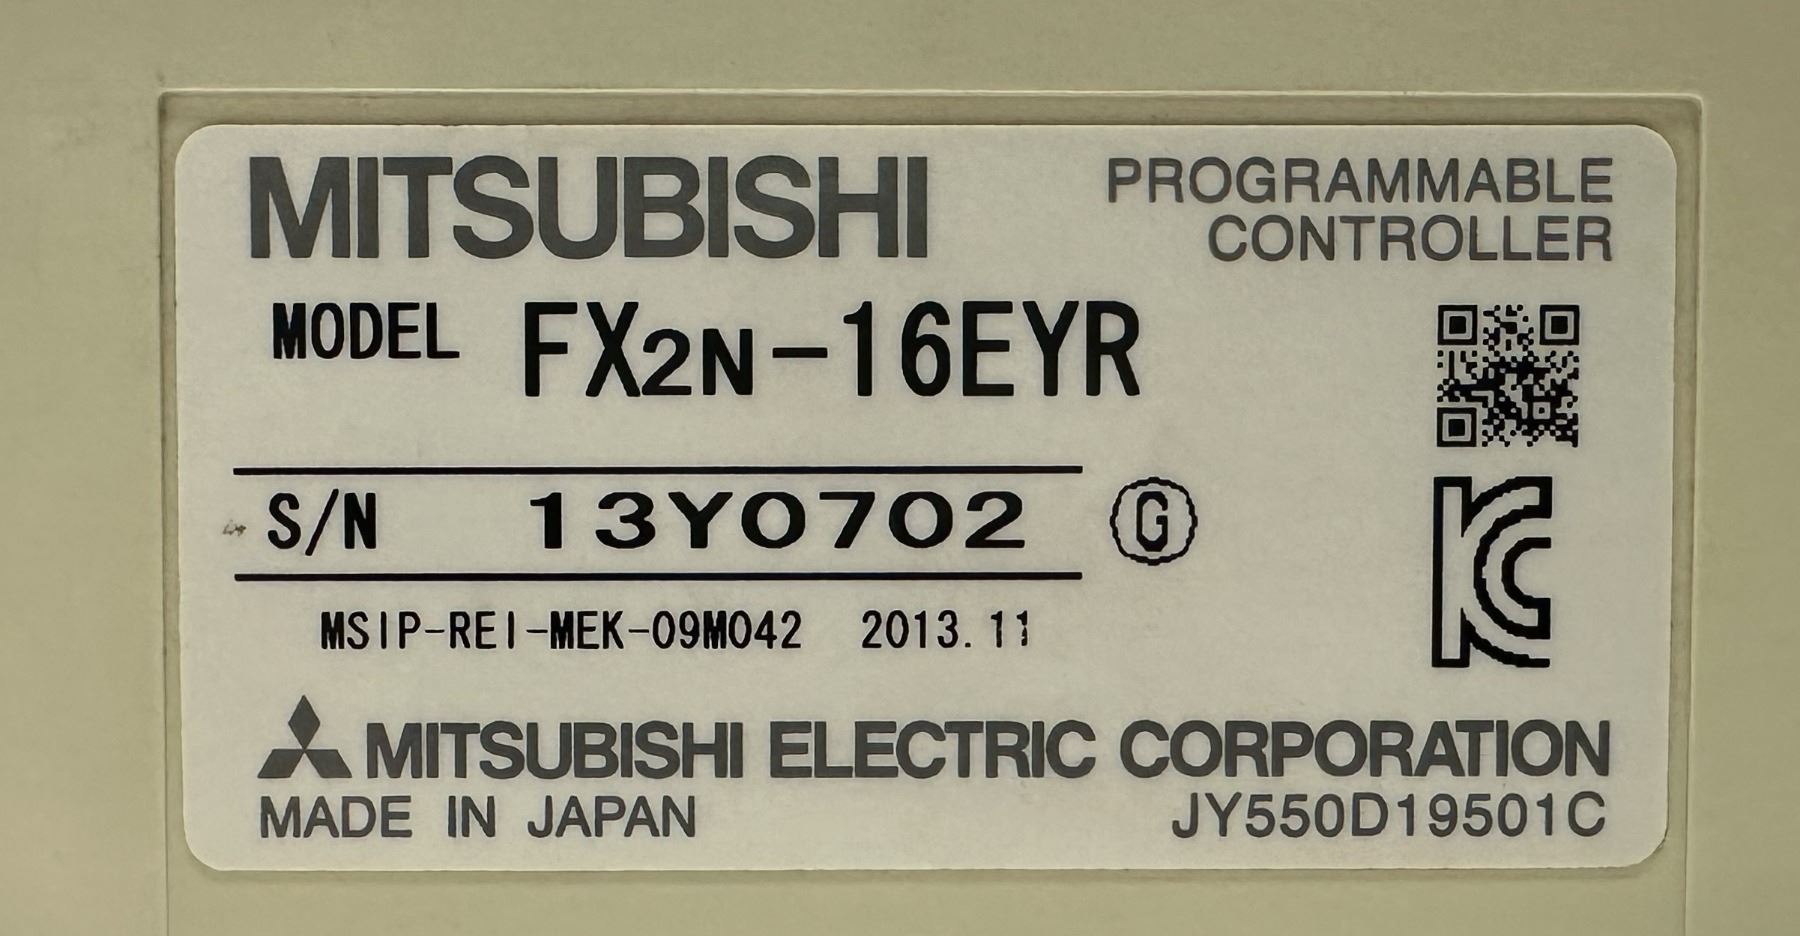 MITSUBISHI
PROGRAMMABLE
CONTROLLER
MODEL FX2N-16EYR
S/N 13Y0702 G
MSIP-REI-MEK-09M042 2013.11
KC
MITSUBISHI ELECTRIC CORPORATION
MADE IN JAPAN JY550D19501C